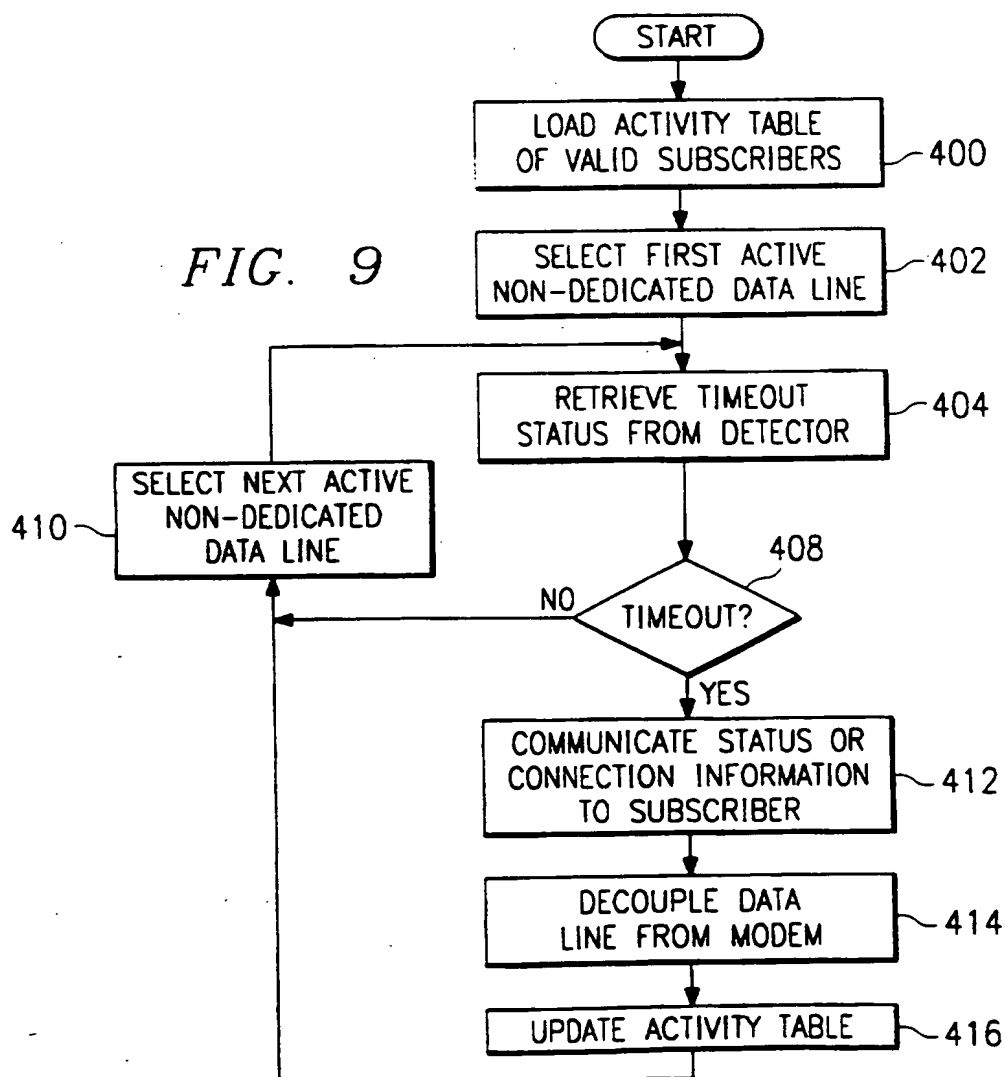 START
LOAD ACTIVITY TABLE
OF VALID SUBSCRIBERS
400
FIG. 9
SELECT FIRST ACTIVE
NON-DEDICATED DATA LINE
402
RETRIEVE TIMEOUT
STATUS FROM DETECTOR
404
SELECT NEXT ACTIVE
NON-DEDICATED
DATA LINE
410
408
NO
TIMEOUT?
YES
COMMUNICATE STATUS OR
CONNECTION INFORMATION
TO SUBSCRIBER
412
DECOUPLE DATA
LINE FROM MODEM
414
UPDATE ACTIVITY TABLE
416